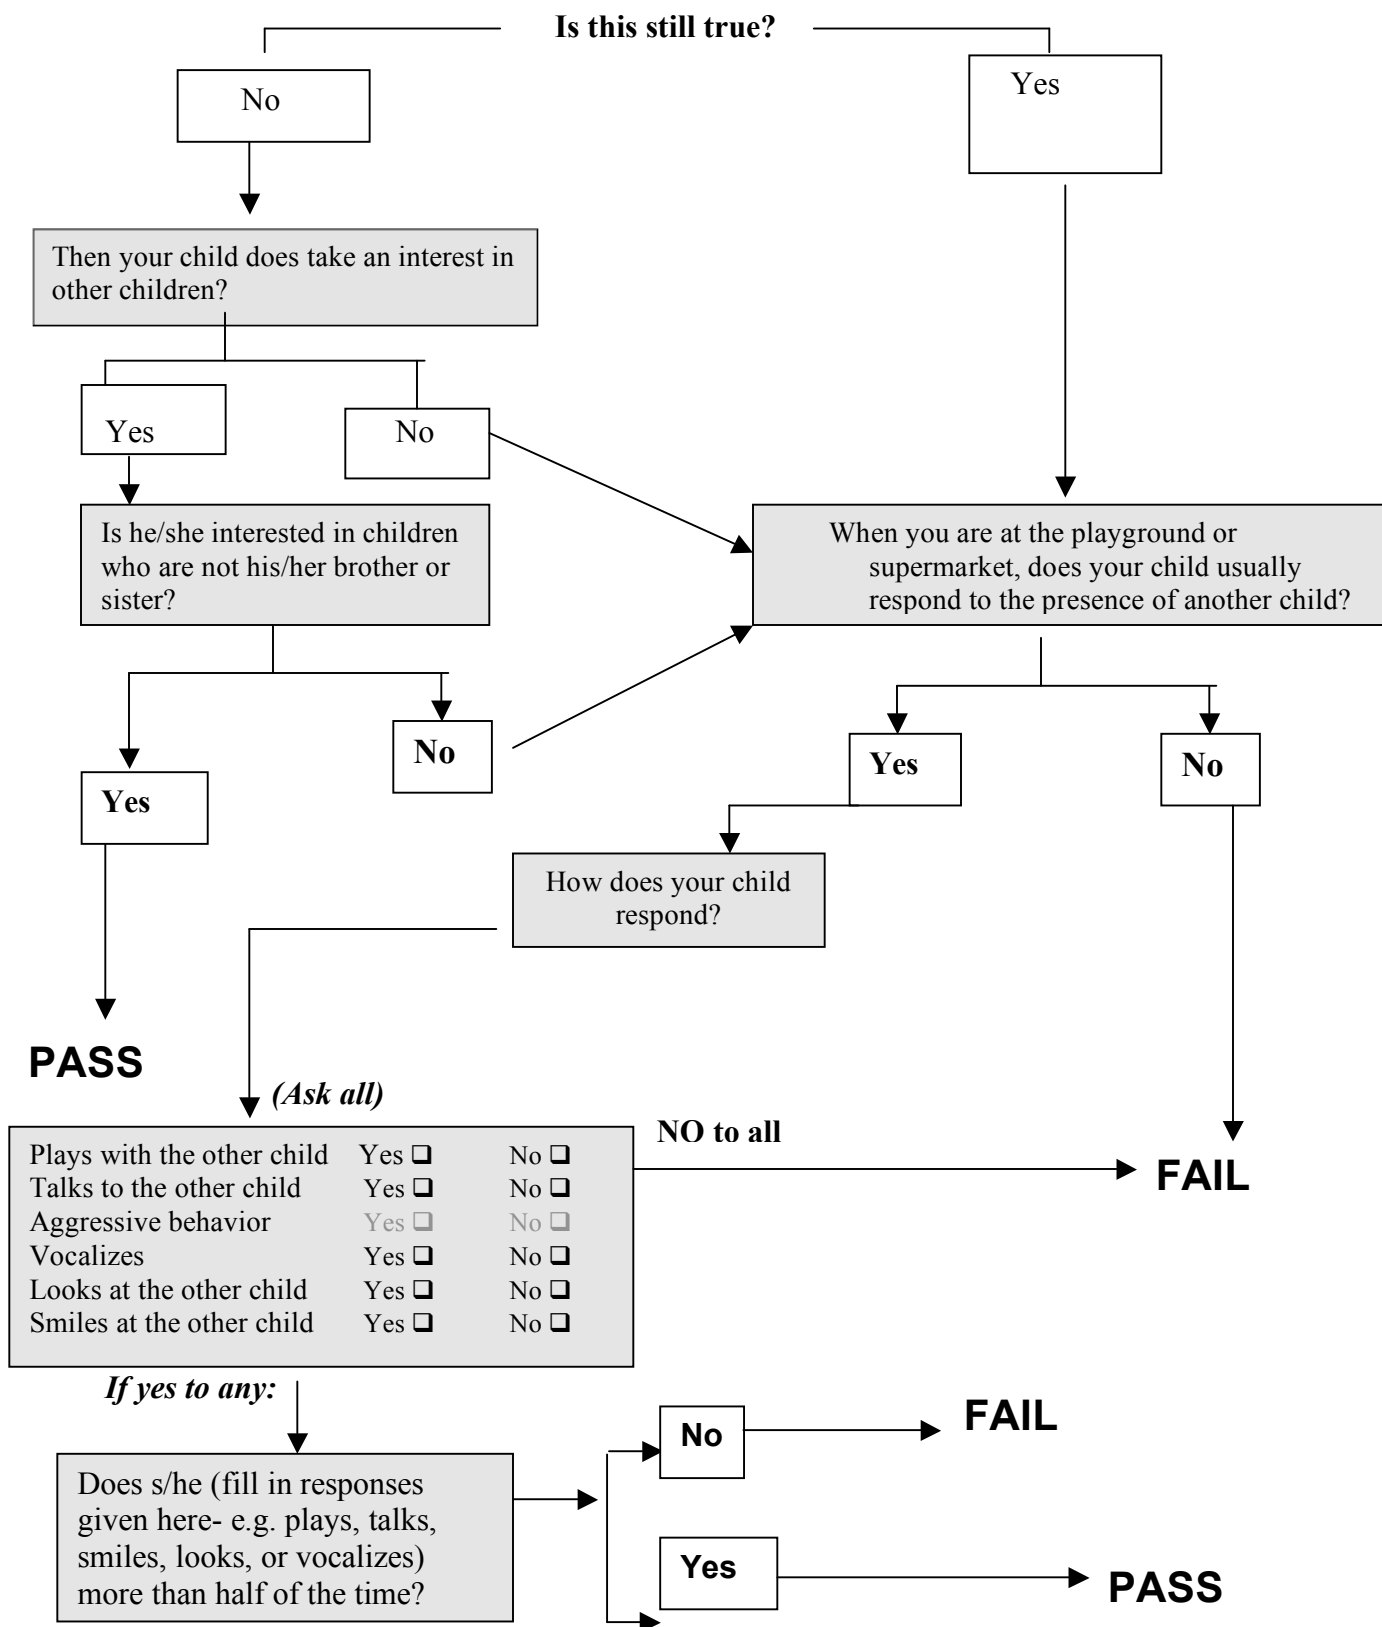 Is this still true?
No
Yes
Then your child does take an interest in
other children?
Yes
No
Is he/she interested in children
who are not his/her brother or
sister?
When you are at the playground or
supermarket, does your child usually
respond to the presence of another child?
No
Yes
Yes
No
How does your child
respond?
PASS
(Ask all)
NO to all
FAIL
Plays with the other child Yes ❑ No ❑
Talks to the other child Yes ❑ No ❑
Aggressive behavior Yes ❑ No ❑
Vocalizes Yes ❑ No ❑
Looks at the other child Yes ❑ No ❑
Smiles at the other child Yes ❑ No ❑
If yes to any:
Does s/he (fill in responses
given here- e.g. plays, talks,
smiles, looks, or vocalizes)
more than half of the time?
No
FAIL
Yes
PASS